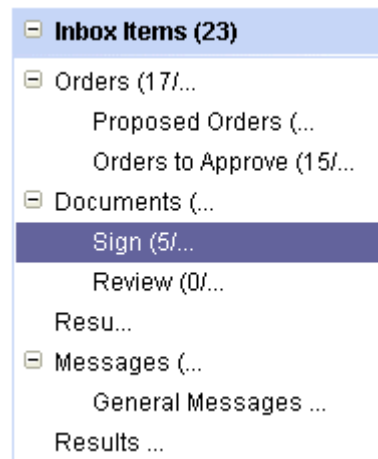 Inbox Items (23)
Orders (17/...
Proposed Orders (...
Orders to Approve (15/...
Documents (...
Sign (5/...
Review (0/...
Resu...
Messages (...
General Messages ...
Results ...